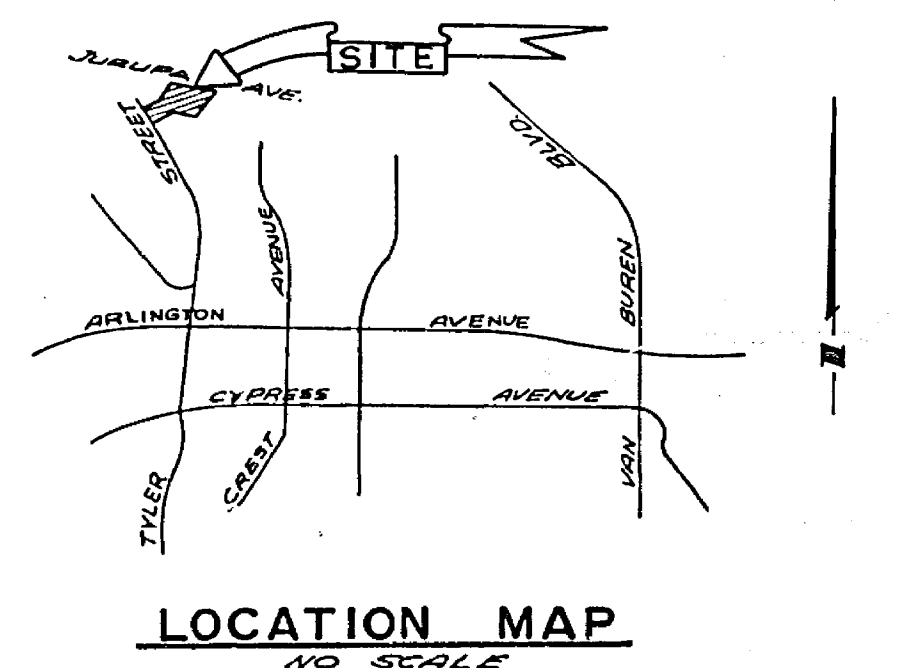 SITE
JURUPA AVE.
TYLER STREET
CREST AVENUE
VAN BUREN BLVD.
ARLINGTON AVENUE
CYPRESS AVENUE
LOCATION MAP
NO SCALE